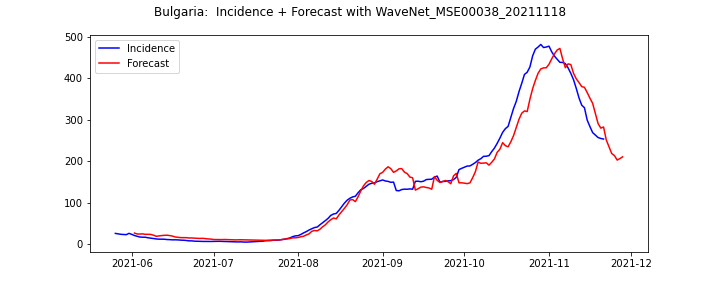 Bulgaria:  Incidence + Forecast with WaveNet_MSE00038_20211118
Incidence
Forecast
500
400
300
200
100
0
2021-06 2021-07 2021-08 2021-09 2021-10 2021-11 2021-12